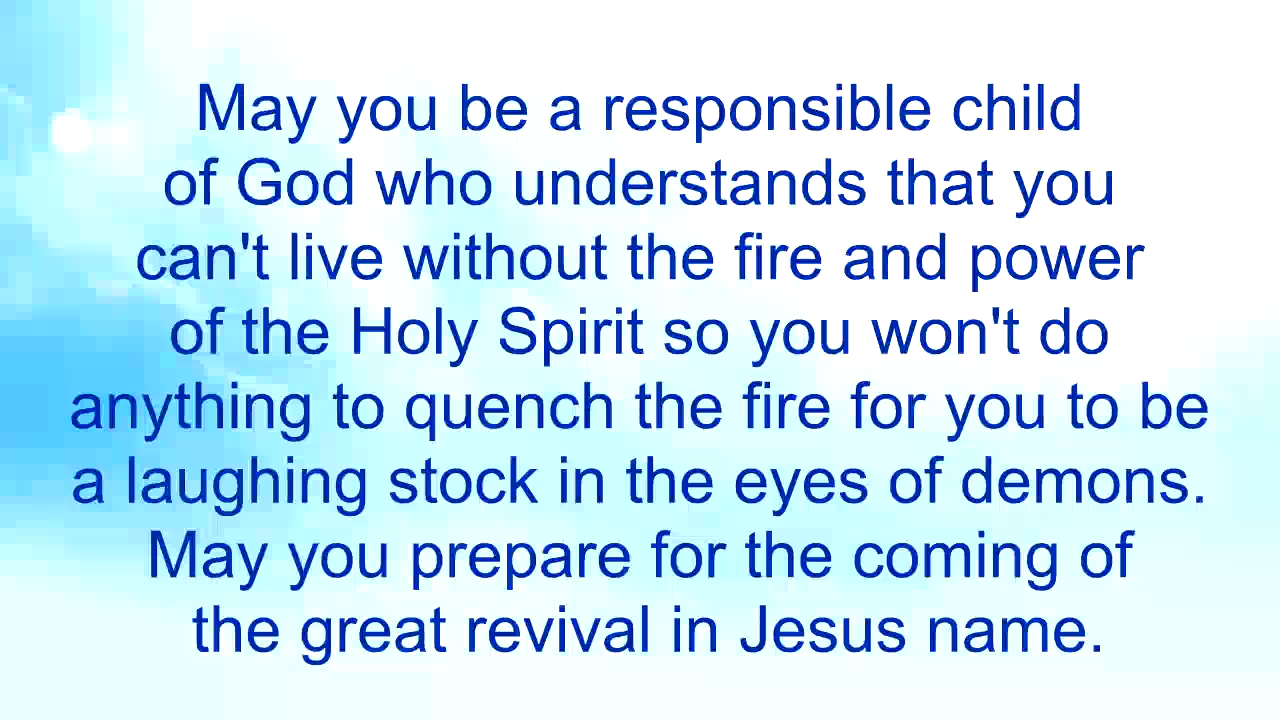 May you be a responsible child
of God who understands that you
can't live without the fire and power
of the Holy Spirit so you won't do
anything to quench the fire for you to be
a laughing stock in the eyes of demons.
May you prepare for the coming of
the great revival in Jesus name.